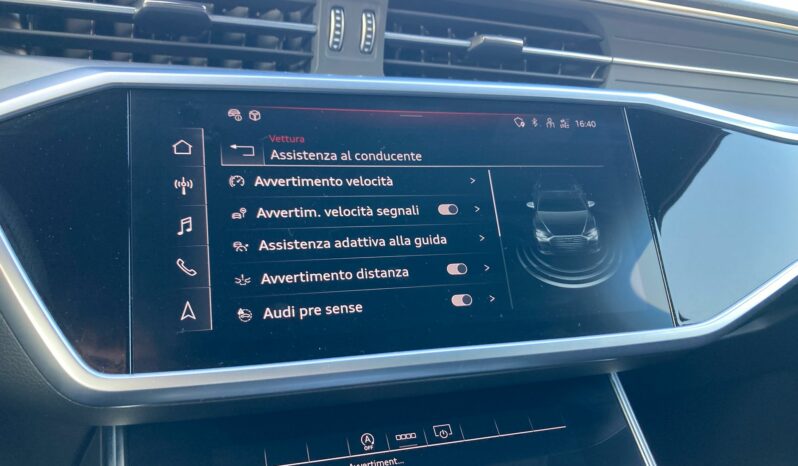 16:40
Vettura
Assistenza al conducente
Avvertimento velocità
Avvertim. velocità segnali
Assistenza adattiva alla guida
Avvertimento distanza
Audi pre sense
A
Avvertiment...